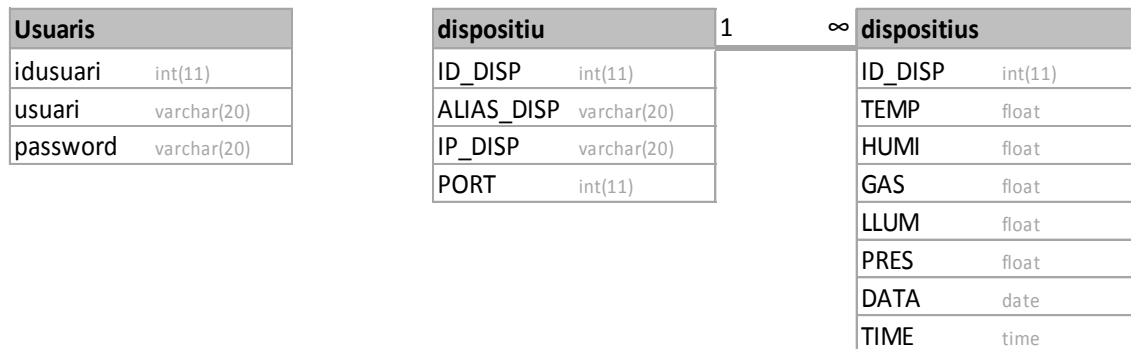 Usuaris
idusuari int(11)
usuari varchar(20)
password varchar(20)
dispositiu
ID_DISP int(11)
ALIAS_DISP varchar(20)
IP_DISP varchar(20)
PORT int(11)
1 ∞
dispositius
ID_DISP int(11)
TEMP float
HUMI float
GAS float
LLUM float
PRES float
DATA date
TIME time